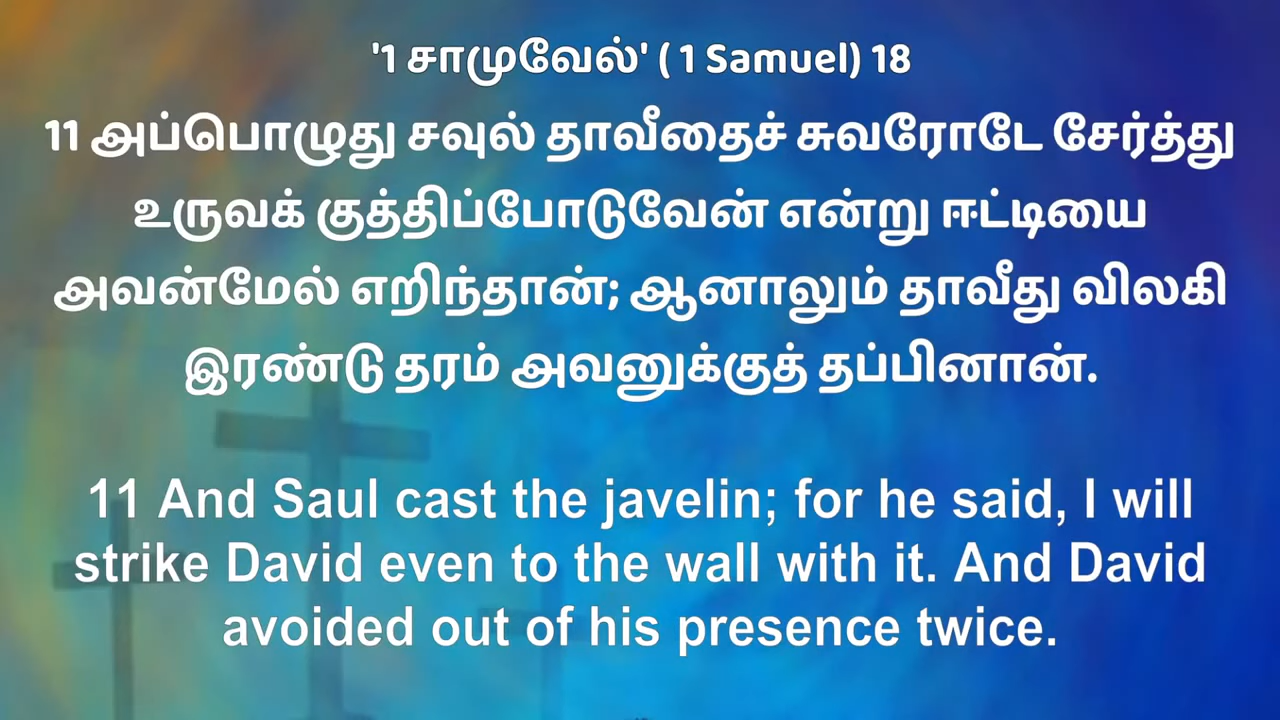 '1 சாமுவேல்' ( 1 Samuel) 18
11 அப்பொழுது சவுல் தாவீதைச் சுவரோடே சேர்த்து
உருவக் குத்திப்போடுவேன் என்று ஈட்டியை
அவன்மேல் எறிந்தான்; ஆனாலும் தாவீது விலகி
இரண்டு தரம் அவனுக்குத் தப்பினான்.
11 And Saul cast the javelin; for he said, I will
strike David even to the wall with it. And David
avoided out of his presence twice.